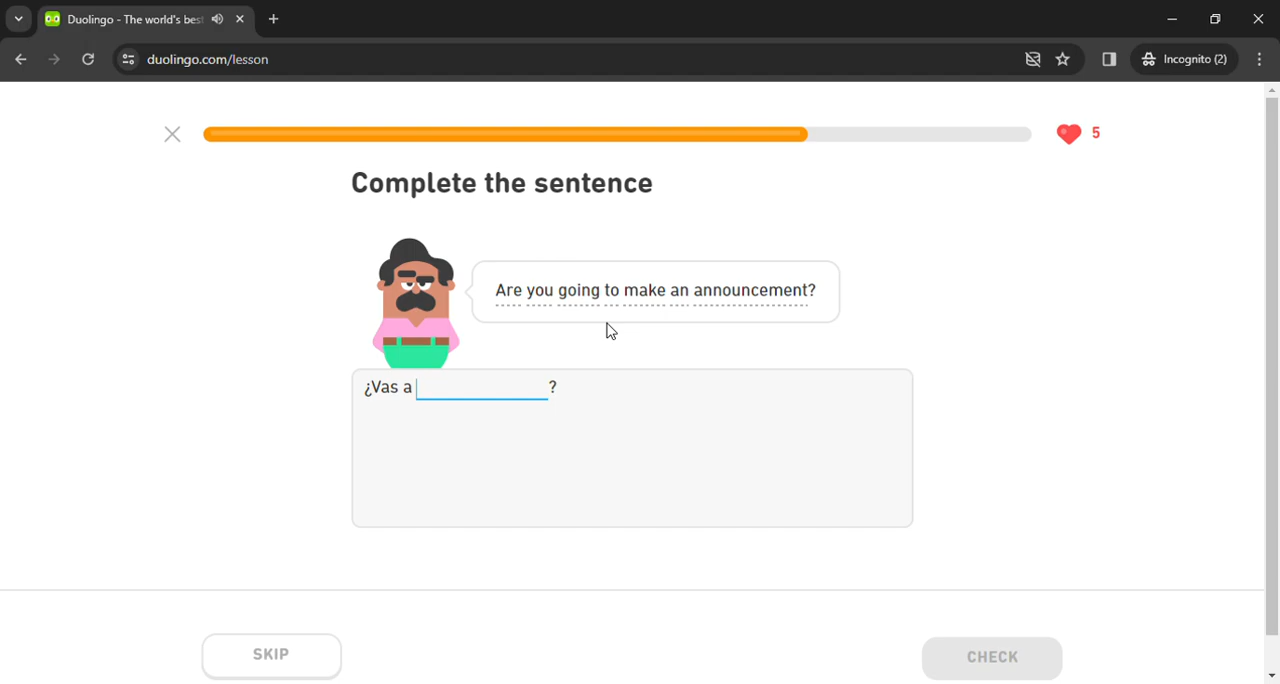 Duolingo - The world's bes
duolingo.com/lesson
Incognito (2)
5
Complete the sentence
Are you going to make an announcement?
¿Vas a ?
SKIP
CHECK